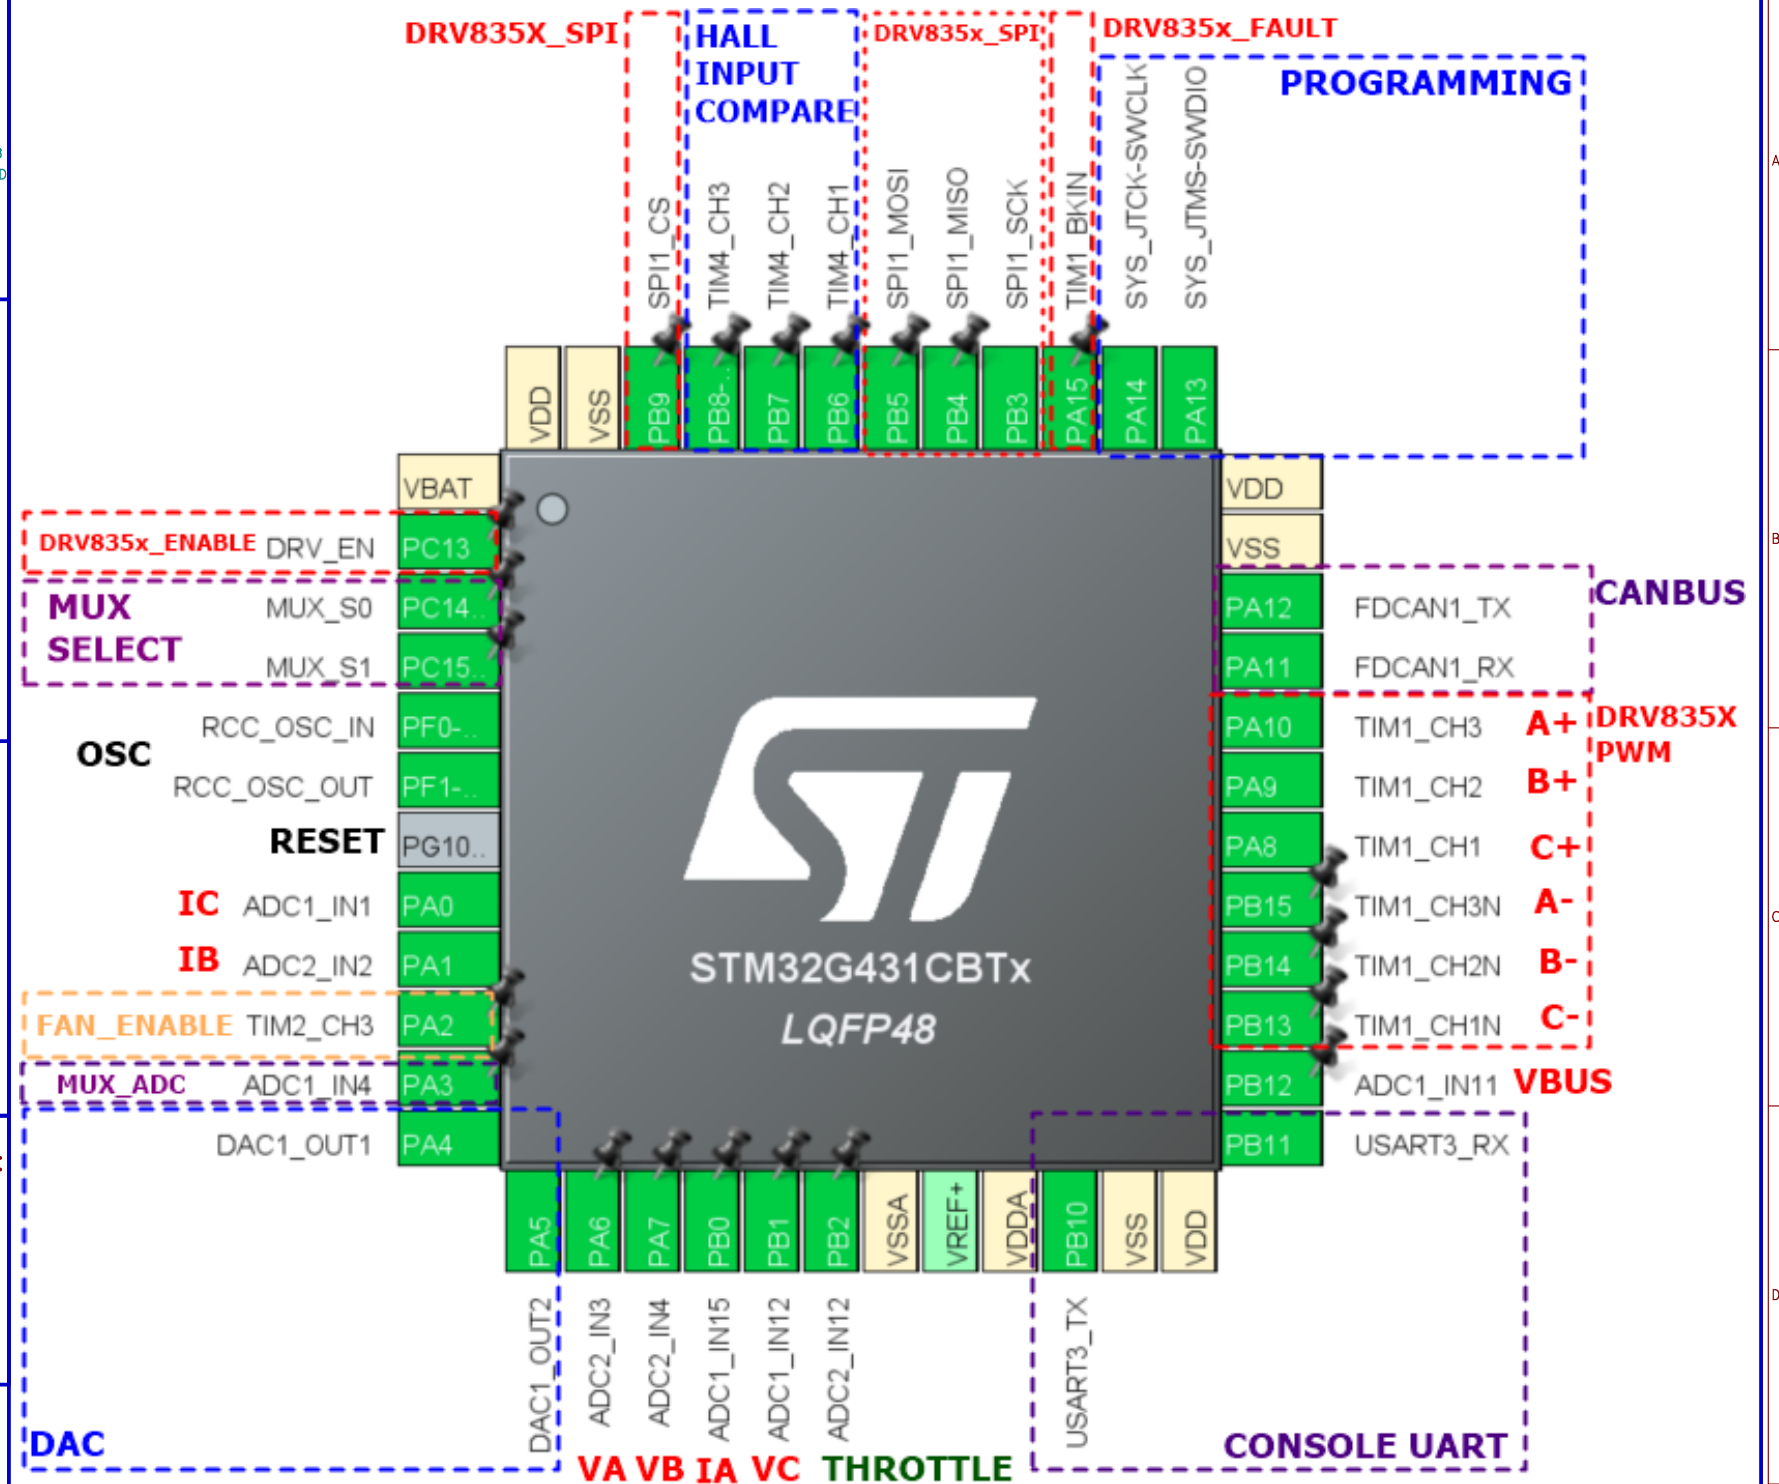 DRV835X_SPI
HALL
INPUT
COMPARE
DRV835x_SPI
DRV835x_FAULT
PROGRAMMING
SPI1_CS
TIM4_CH3
TIM4_CH2
TIM4_CH1
SPI1_MOSI
SPI1_MISO
SPI1_SCK
TIM1_BKIN
SYS_JTCK-SWCLK
SYS_JTMS-SWDIO
VDD
VSS
PB9
PB8-..
PB7
PB6
PB5
PB4
PB3
PA15
PA14
PA13
VBAT
DRV835x_ENABLE DRV_EN PC13
MUX
SELECT
MUX_S0 PC14..
MUX_S1 PC15..
OSC
RCC_OSC_IN PF0-..
RCC_OSC_OUT PF1-..
RESET PG10..
IC ADC1_IN1 PA0
IB ADC2_IN2 PA1
FAN_ENABLE TIM2_CH3 PA2
MUX_ADC ADC1_IN4 PA3
DAC1_OUT1 PA4
STM32G431CBTx
LQFP48
VDD
VSS
PA12 FDCAN1_TX
CANBUS
PA11 FDCAN1_RX
PA10 TIM1_CH3 A+
DRV835X
PWM
PA9 TIM1_CH2 B+
PA8 TIM1_CH1 C+
PB15 TIM1_CH3N A-
PB14 TIM1_CH2N B-
PB13 TIM1_CH1N C-
PB12 ADC1_IN11 VBUS
PB11 USART3_RX
PA5
PA6
PA7
PB0
PB1
PB2
VSSA
VREF+
VDDA
PB10
VSS
VDD
DAC1_OUT2
ADC2_IN3
ADC2_IN4
ADC1_IN15
ADC1_IN12
ADC2_IN12
USART3_TX
DAC
VA VB IA VC THROTTLE
CONSOLE UART
A
B
C
D